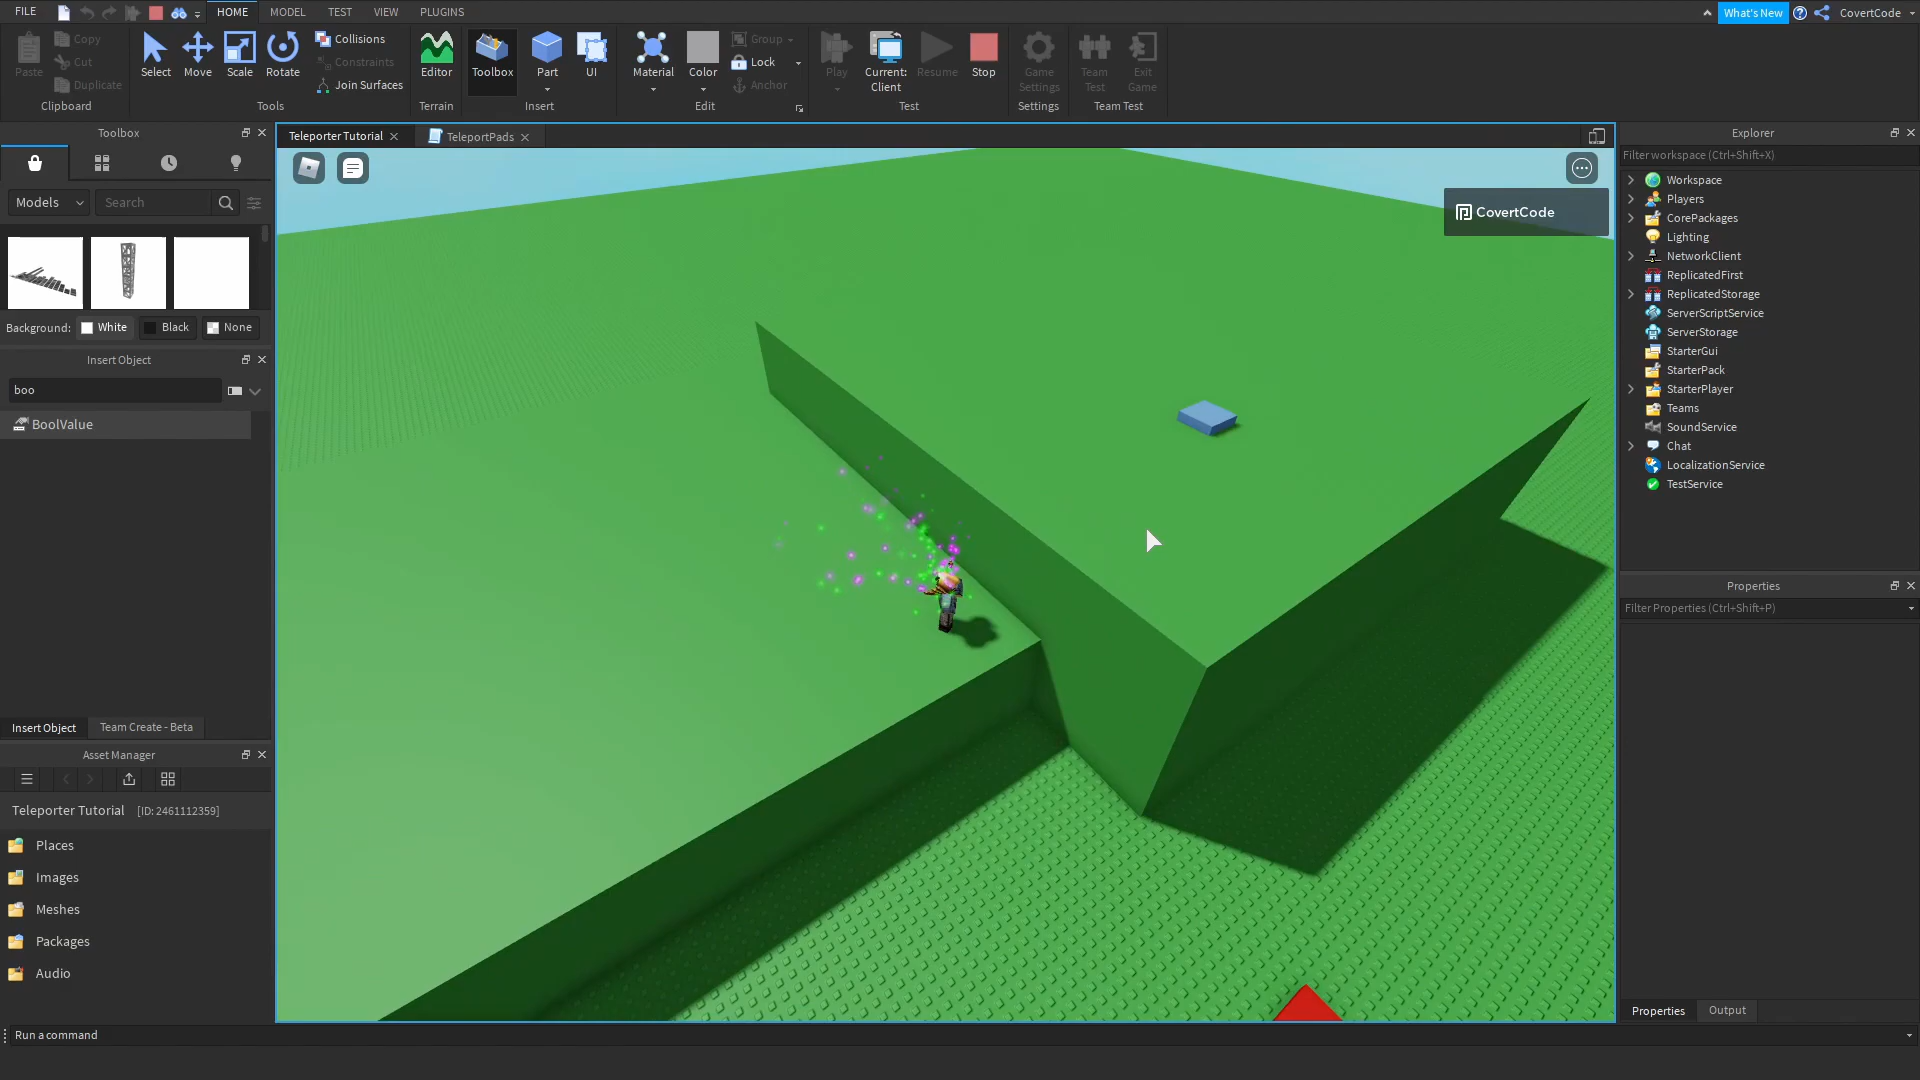 FILE HOME MODEL TEST VIEW PLUGINS What's New CovertCode
Paste Copy Cut Duplicate Clipboard
Select Move Scale Rotate Collisions Constraints Join Surfaces Tools
Editor Terrain
Toolbox Part UI Insert
Material Color Group Lock Anchor Edit
Play Current: Client Resume Stop Test
Game Settings Settings
Team Test Exit Game Team Test
Toolbox
Models Search
Background: White Black None
Insert Object
boo
BoolValue
Insert Object Team Create - Beta
Asset Manager
Teleporter Tutorial [ID: 2461112359]
Places
Images
Meshes
Packages
Audio
Teleporter Tutorial TeleportPads
CovertCode
Explorer
Filter workspace (Ctrl+Shift+X)
Workspace
Players
CorePackages
Lighting
NetworkClient
ReplicatedFirst
ReplicatedStorage
ServerScriptService
ServerStorage
StarterGui
StarterPack
StarterPlayer
Teams
SoundService
Chat
LocalizationService
TestService
Properties
Filter Properties (Ctrl+Shift+P)
Properties Output
Run a command